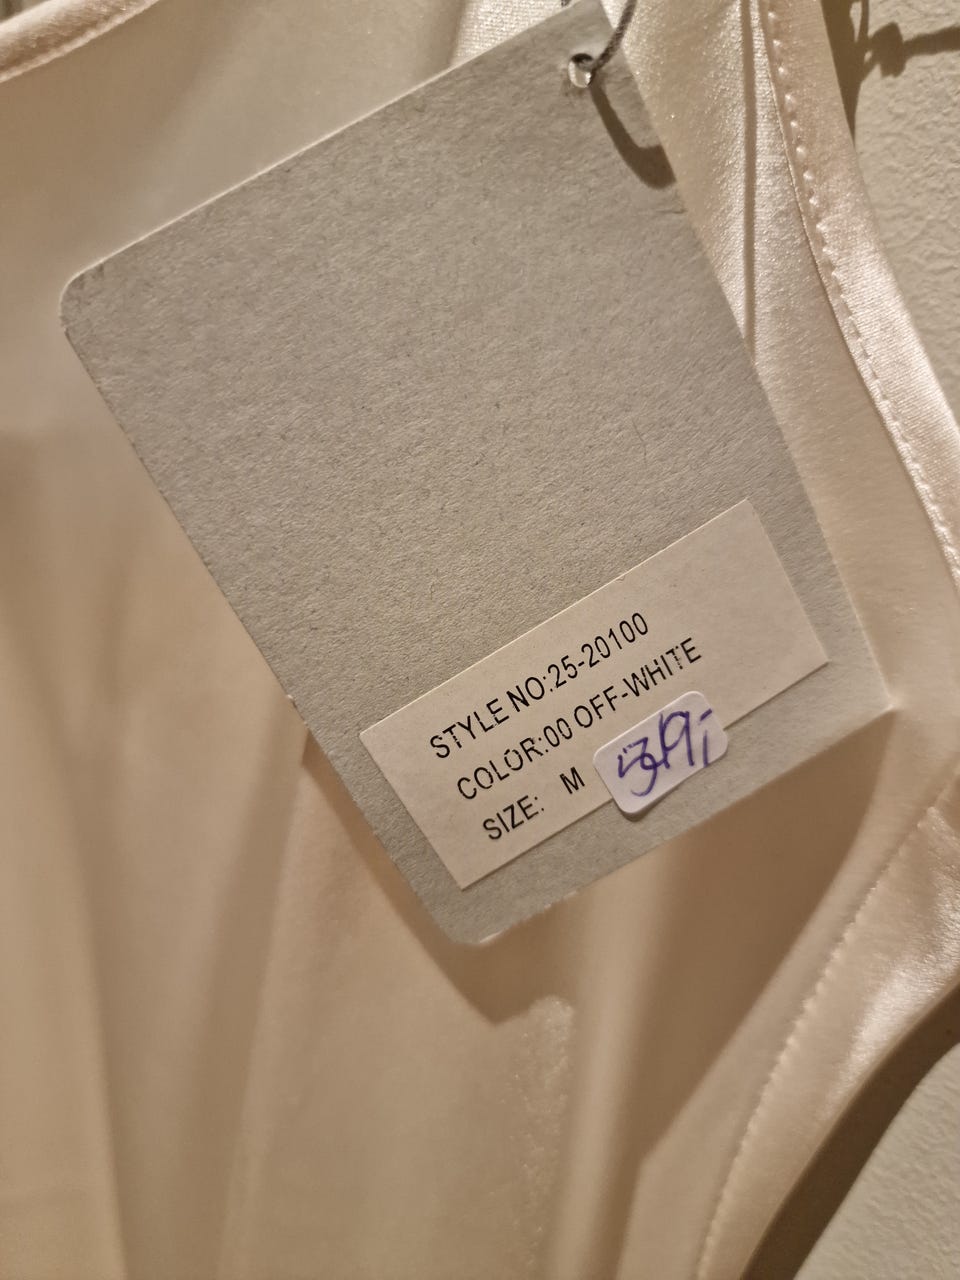 STYLE NO:25-20100
COLOR:00 OFF-WHITE
SIZE: M